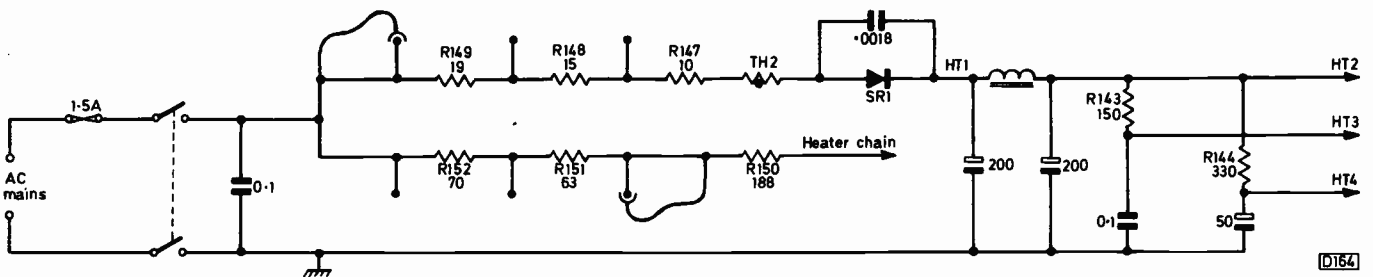 1·5A
AC
mains
0·1
R149
19
R148
15
R147
10
TH2
·0018
SR1
HT1
R152
70
R151
63
R150
188
Heater chain
200
200
R143
150
0·1
R144
330
50
HT2
HT3
HT4
D164